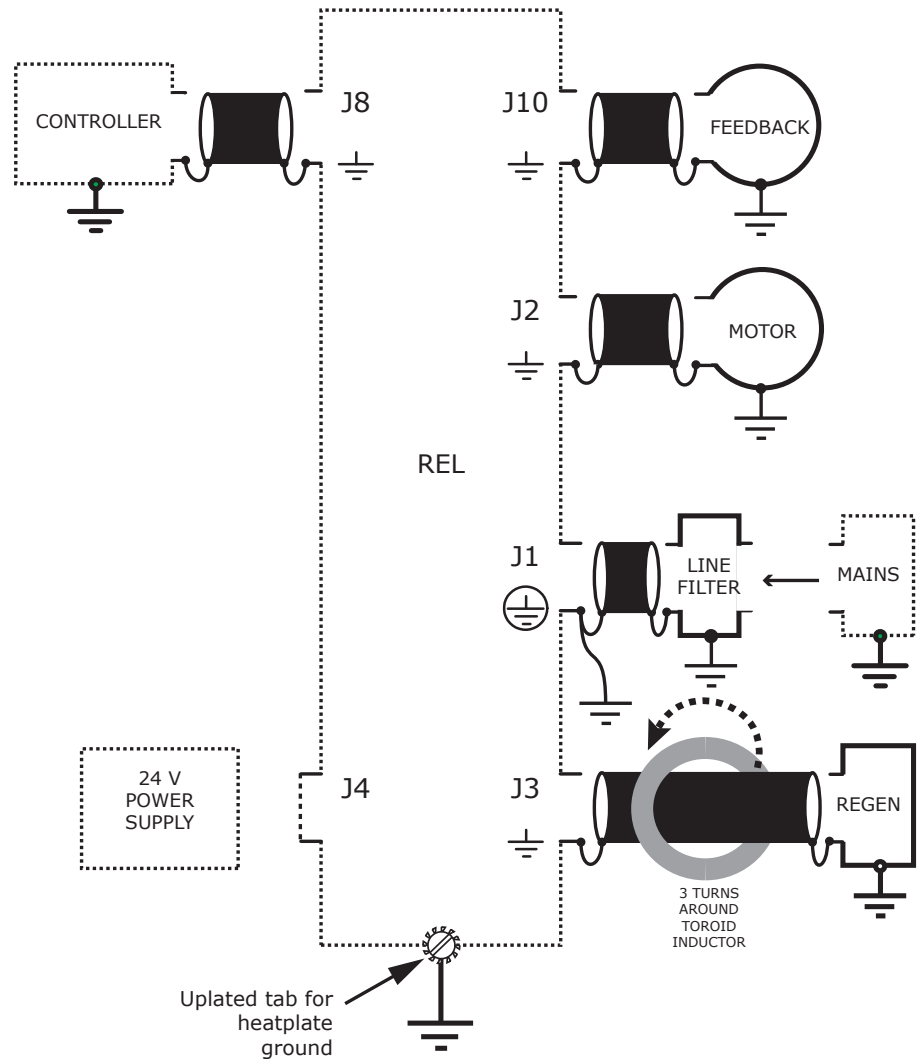 CONTROLLER
J8
J10
FEEDBACK
J2
MOTOR
REL
J1
LINE
FILTER
MAINS
24 V
POWER
SUPPLY
J4
J3
REGEN
3 TURNS
AROUND
TOROID
INDUCTOR
Uplated tab for
heatplate
ground